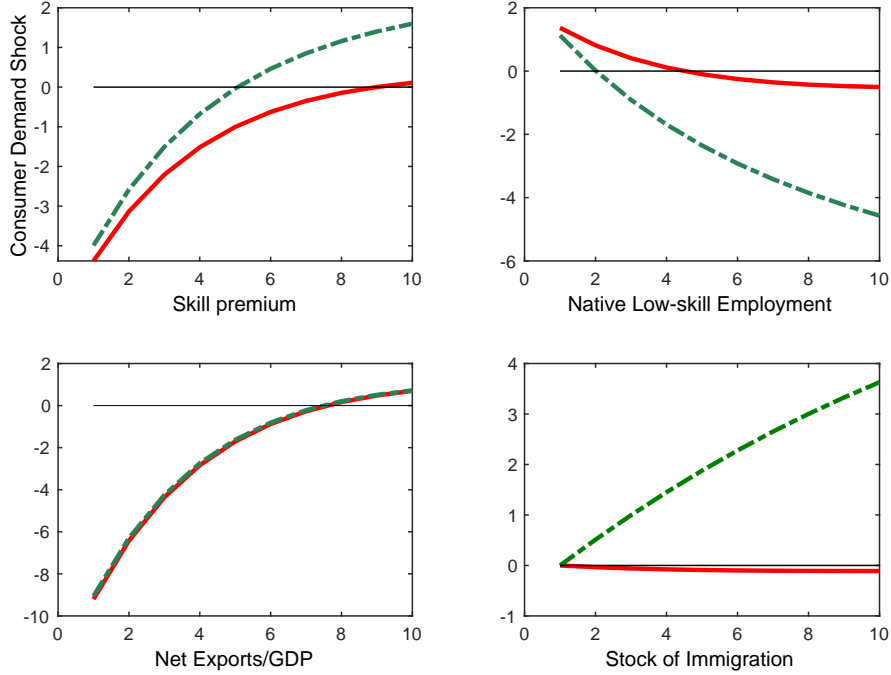 Consumer Demand Shock
2
1
0
-1
-2
-3
-4
0 2 4 6 8 10
Skill premium
2
0
-2
-4
-6
0 2 4 6 8 10
Native Low-skill Employment
2
0
-2
-4
-6
-8
-10
0 2 4 6 8 10
Net Exports/GDP
4
3
2
1
0
-1
0 2 4 6 8 10
Stock of Immigration